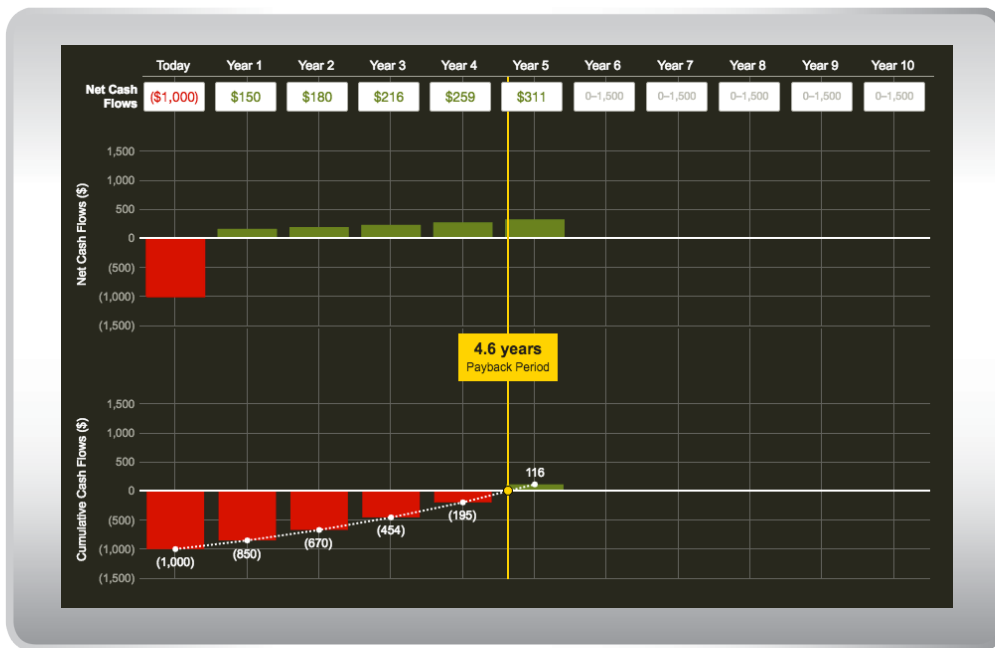 Today Year 1 Year 2 Year 3 Year 4 Year 5 Year 6 Year 7 Year 8 Year 9 Year 10
Net Cash
Flows
($1,000) $150 $180 $216 $259 $311 0–1,500 0–1,500 0–1,500 0–1,500 0–1,500
Net Cash Flows ($)
1,500
1,000
500
0
(500)
(1,000)
(1,500)
4.6 years
Payback Period
Cumulative Cash Flows ($)
1,500
1,000
500
0
(500)
(1,000)
(1,500)
(1,000) (850) (670) (454) (195) 116